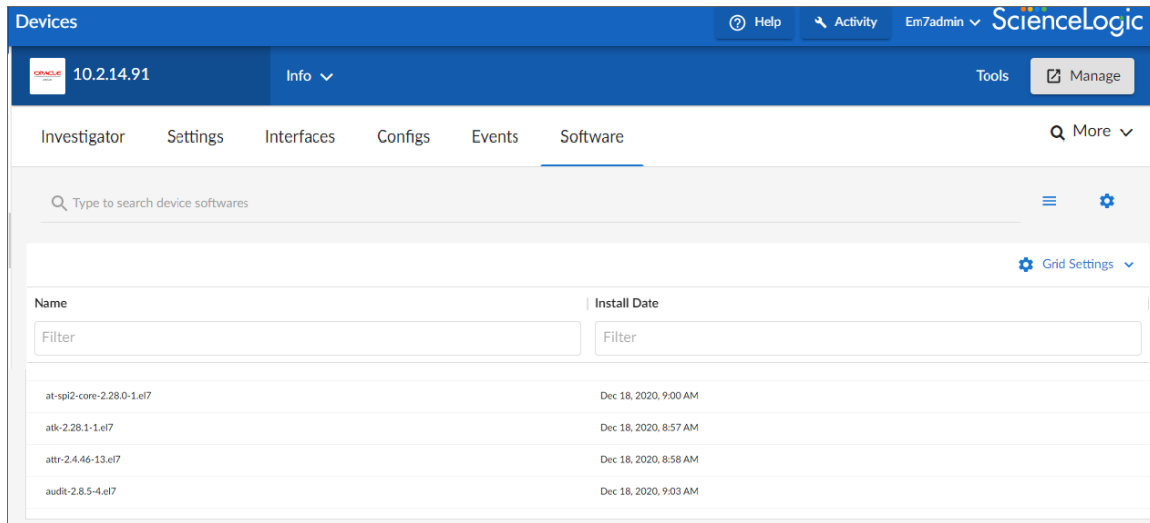 Devices
Help
Activity
Em7admin
ScienceLogic
ORACLE
10.2.14.91
Info
Tools
Manage
Investigator
Settings
Interfaces
Configs
Events
Software
More
Type to search device softwares
Grid Settings
Name
Install Date
Filter
Filter
at-spi2-core-2.28.0-1.el7
Dec 18, 2020, 9:00 AM
atk-2.28.1-1.el7
Dec 18, 2020, 8:57 AM
attr-2.4.46-13.el7
Dec 18, 2020, 8:58 AM
audit-2.8.5-4.el7
Dec 18, 2020, 9:03 AM